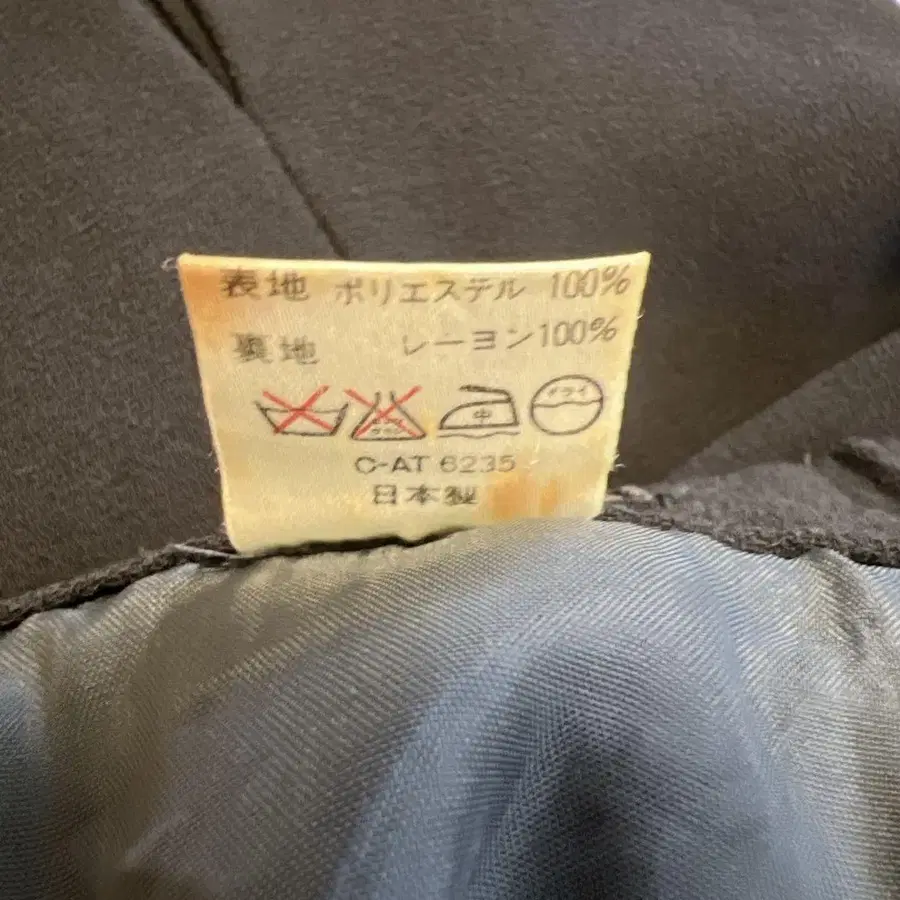 表地 ポリエステル 100%
裏地 レーヨン100%
中 ドライ
C-AT 6235
日本製